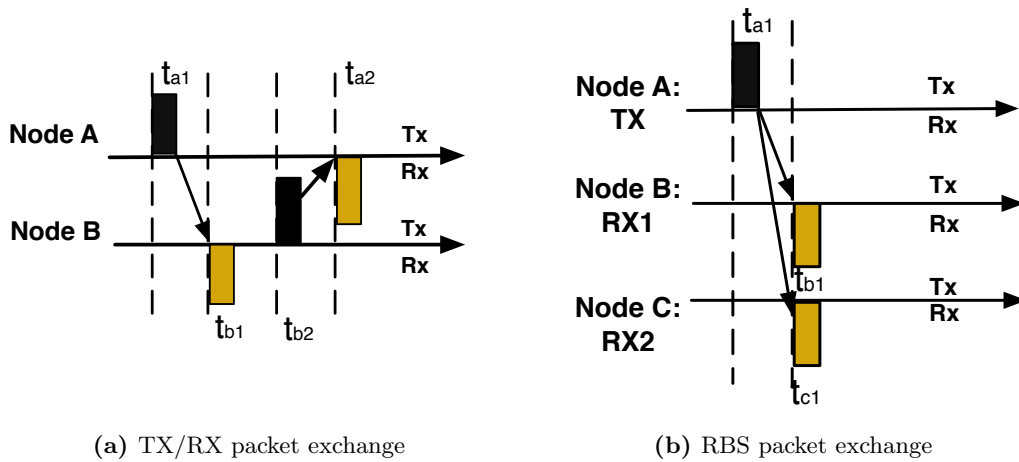 ta1
ta2
Node A
Tx
Rx
Node B
Tx
Rx
tb1
tb2
(a) TX/RX packet exchange
ta1
Node A:
TX
Tx
Rx
Node B:
RX1
Tx
Rx
tb1
Node C:
RX2
Tx
Rx
tc1
(b) RBS packet exchange